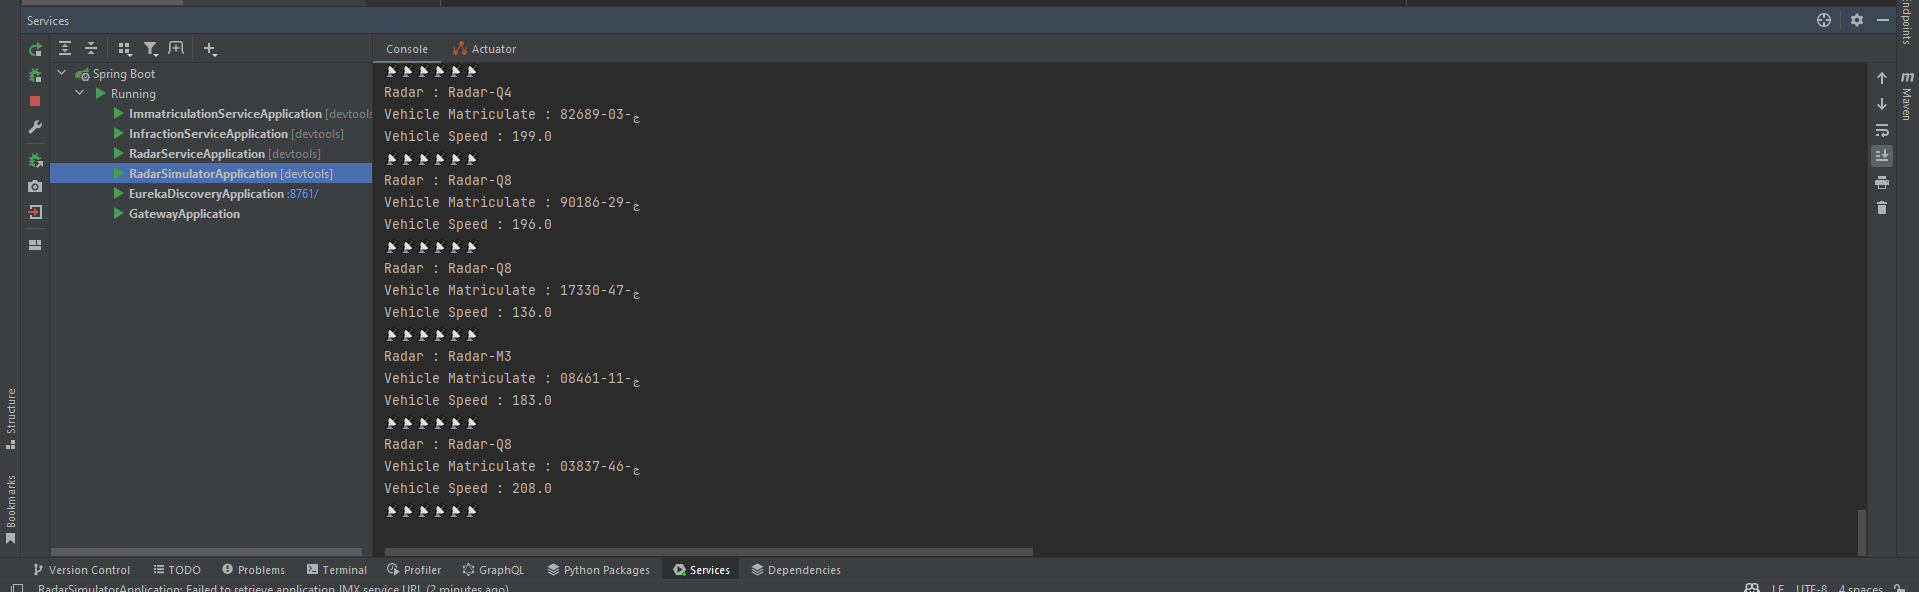 Services
Endpoints
Console
Actuator
Spring Boot
Running
ImmatriculationServiceApplication [devtools
InfractionServiceApplication [devtools]
RadarServiceApplication [devtools]
RadarSimulatorApplication [devtools]
EurekaDiscoveryApplication :8761/
GatewayApplication
Radar : Radar-Q4
Vehicle Matriculate : 82689-03-ج
Vehicle Speed : 199.0
Radar : Radar-Q8
Vehicle Matriculate : 90186-29-ج
Vehicle Speed : 196.0
Radar : Radar-Q8
Vehicle Matriculate : 17330-47-ج
Vehicle Speed : 136.0
Radar : Radar-M3
Vehicle Matriculate : 08461-11-ج
Vehicle Speed : 183.0
Radar : Radar-Q8
Vehicle Matriculate : 03837-46-ج
Vehicle Speed : 208.0
m Maven
Structure
Bookmarks
Version Control
TODO
Problems
Terminal
Profiler
GraphQL
Python Packages
Services
Dependencies
RadarSimulatorApplication: Failed to retrieve application JMX service URL (2 minutes ago)
LF
UTF-8
4 spaces